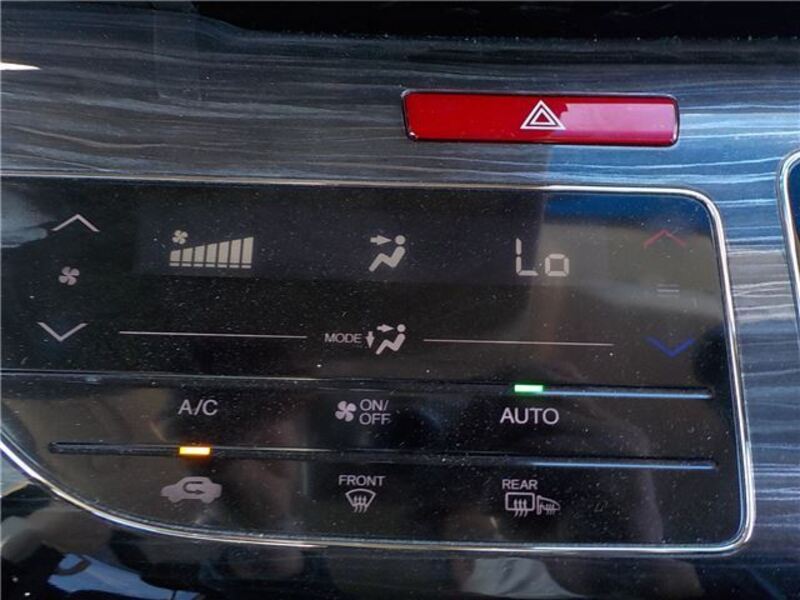 Lo
MODE
A/C
ON/
OFF
AUTO
FRONT
REAR